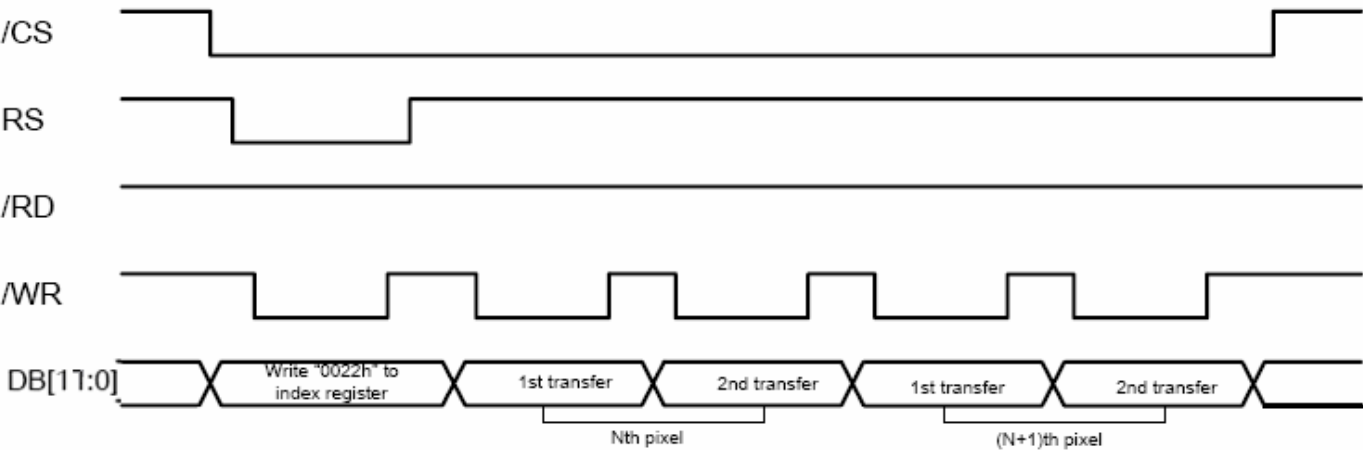 /CS
RS
/RD
/WR
DB[17:0]
Write "0022h" to
index register
1st transfer
2nd transfer
1st transfer
2nd transfer
Nth pixel
(N+1)th pixel